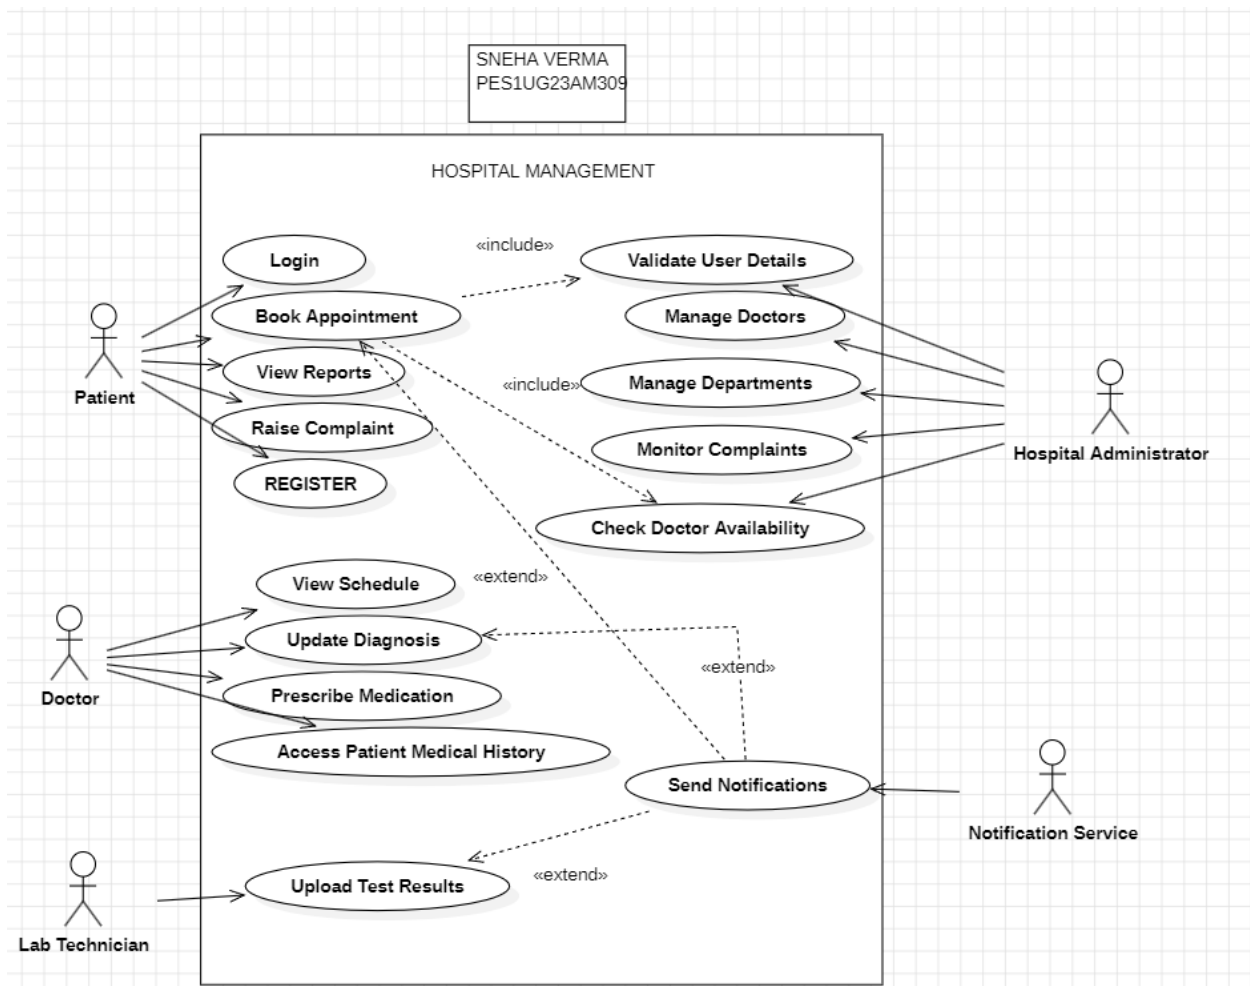 SNEHA VERMA
PES1UG23AM309
HOSPITAL MANAGEMENT
«include»
Login
Validate User Details
Book Appointment
Manage Doctors
View Reports
«include»
Manage Departments
Patient
Raise Complaint
Monitor Complaints
Hospital Administrator
REGISTER
Check Doctor Availability
View Schedule
«extend»
Update Diagnosis
«extend»
Doctor
Prescribe Medication
Access Patient Medical History
Send Notifications
Notification Service
«extend»
Upload Test Results
Lab Technician